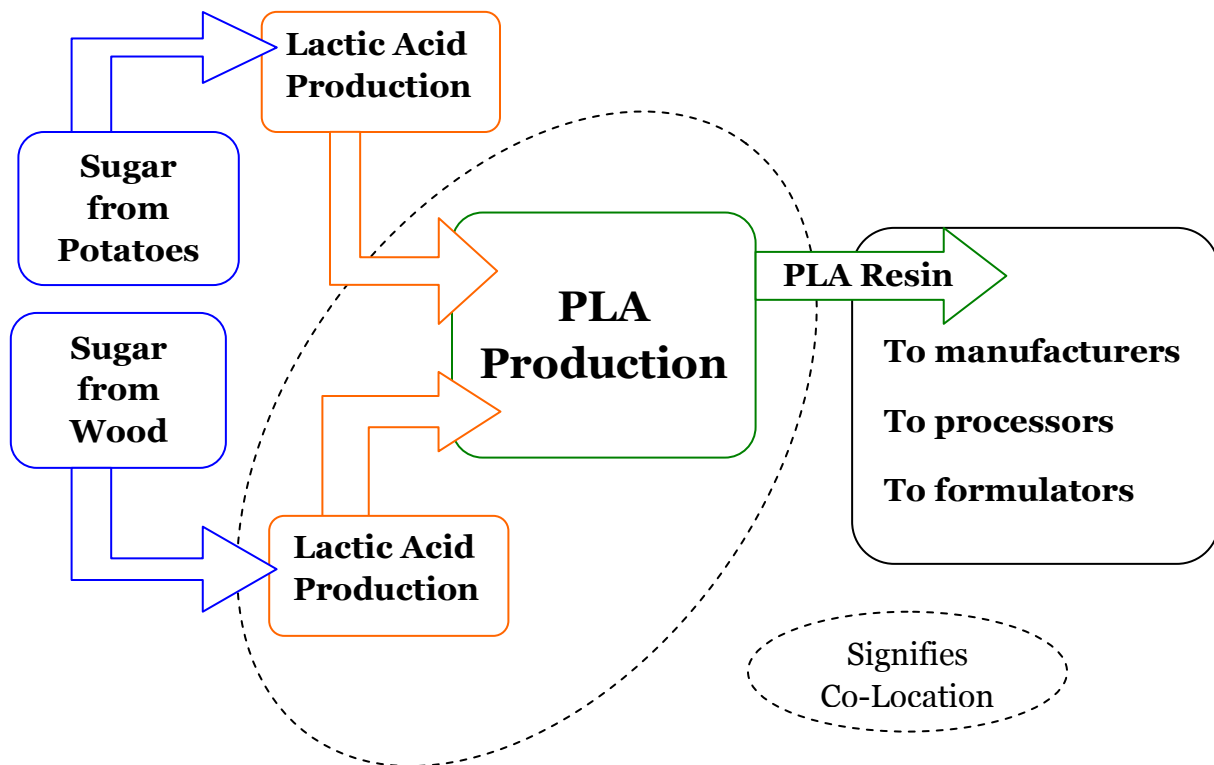 Lactic Acid
Production
Sugar
from
Potatoes
PLA
Production
PLA Resin
To manufacturers
To processors
To formulators
Sugar
from
Wood
Lactic Acid
Production
Signifies
Co-Location